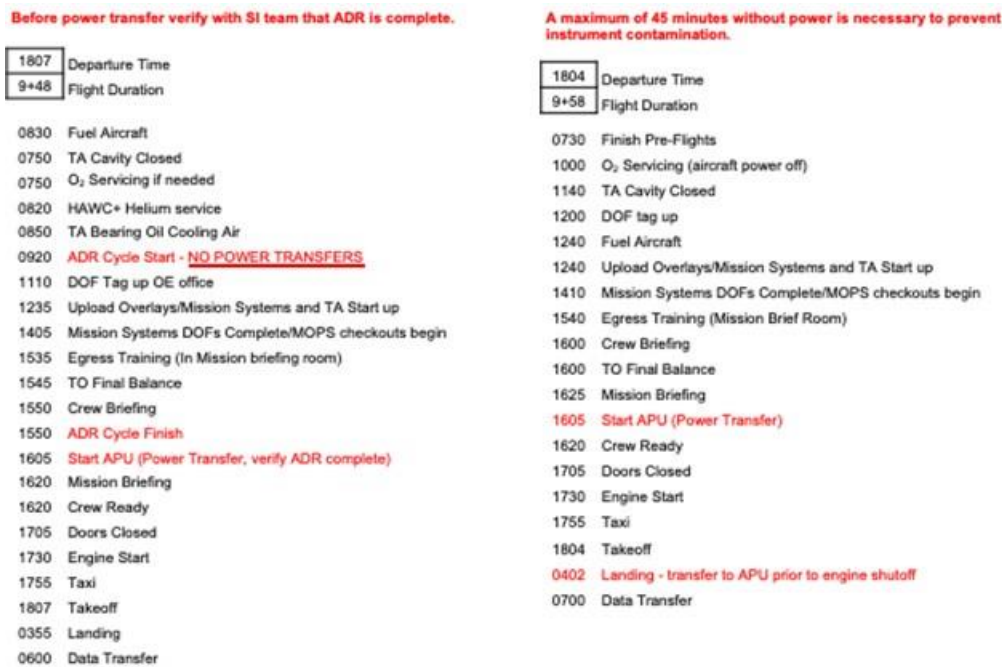 Before power transfer verify with SI team that ADR is complete.
1807 Departure Time
9+48 Flight Duration
0830 Fuel Aircraft
0750 TA Cavity Closed
0750 O₂ Servicing if needed
0820 HAWC+ Helium service
0850 TA Bearing Oil Cooling Air
0920 ADR Cycle Start - NO POWER TRANSFERS
1110 DOF Tag up OE office
1235 Upload Overlays/Mission Systems and TA Start up
1405 Mission Systems DOFs Complete/MOPS checkouts begin
1535 Egress Training (In Mission briefing room)
1545 TO Final Balance
1550 Crew Briefing
1550 ADR Cycle Finish
1605 Start APU (Power Transfer, verify ADR complete)
1620 Mission Briefing
1620 Crew Ready
1705 Doors Closed
1730 Engine Start
1755 Taxi
1807 Takeoff
0355 Landing
0600 Data Transfer
A maximum of 45 minutes without power is necessary to prevent
instrument contamination.
1804 Departure Time
9+58 Flight Duration
0730 Finish Pre-Flights
1000 O₂ Servicing (aircraft power off)
1140 TA Cavity Closed
1200 DOF tag up
1240 Fuel Aircraft
1240 Upload Overlays/Mission Systems and TA Start up
1410 Mission Systems DOFs Complete/MOPS checkouts begin
1540 Egress Training (Mission Brief Room)
1600 Crew Briefing
1600 TO Final Balance
1625 Mission Briefing
1605 Start APU (Power Transfer)
1620 Crew Ready
1705 Doors Closed
1730 Engine Start
1755 Taxi
1804 Takeoff
0402 Landing - transfer to APU prior to engine shutoff
0700 Data Transfer